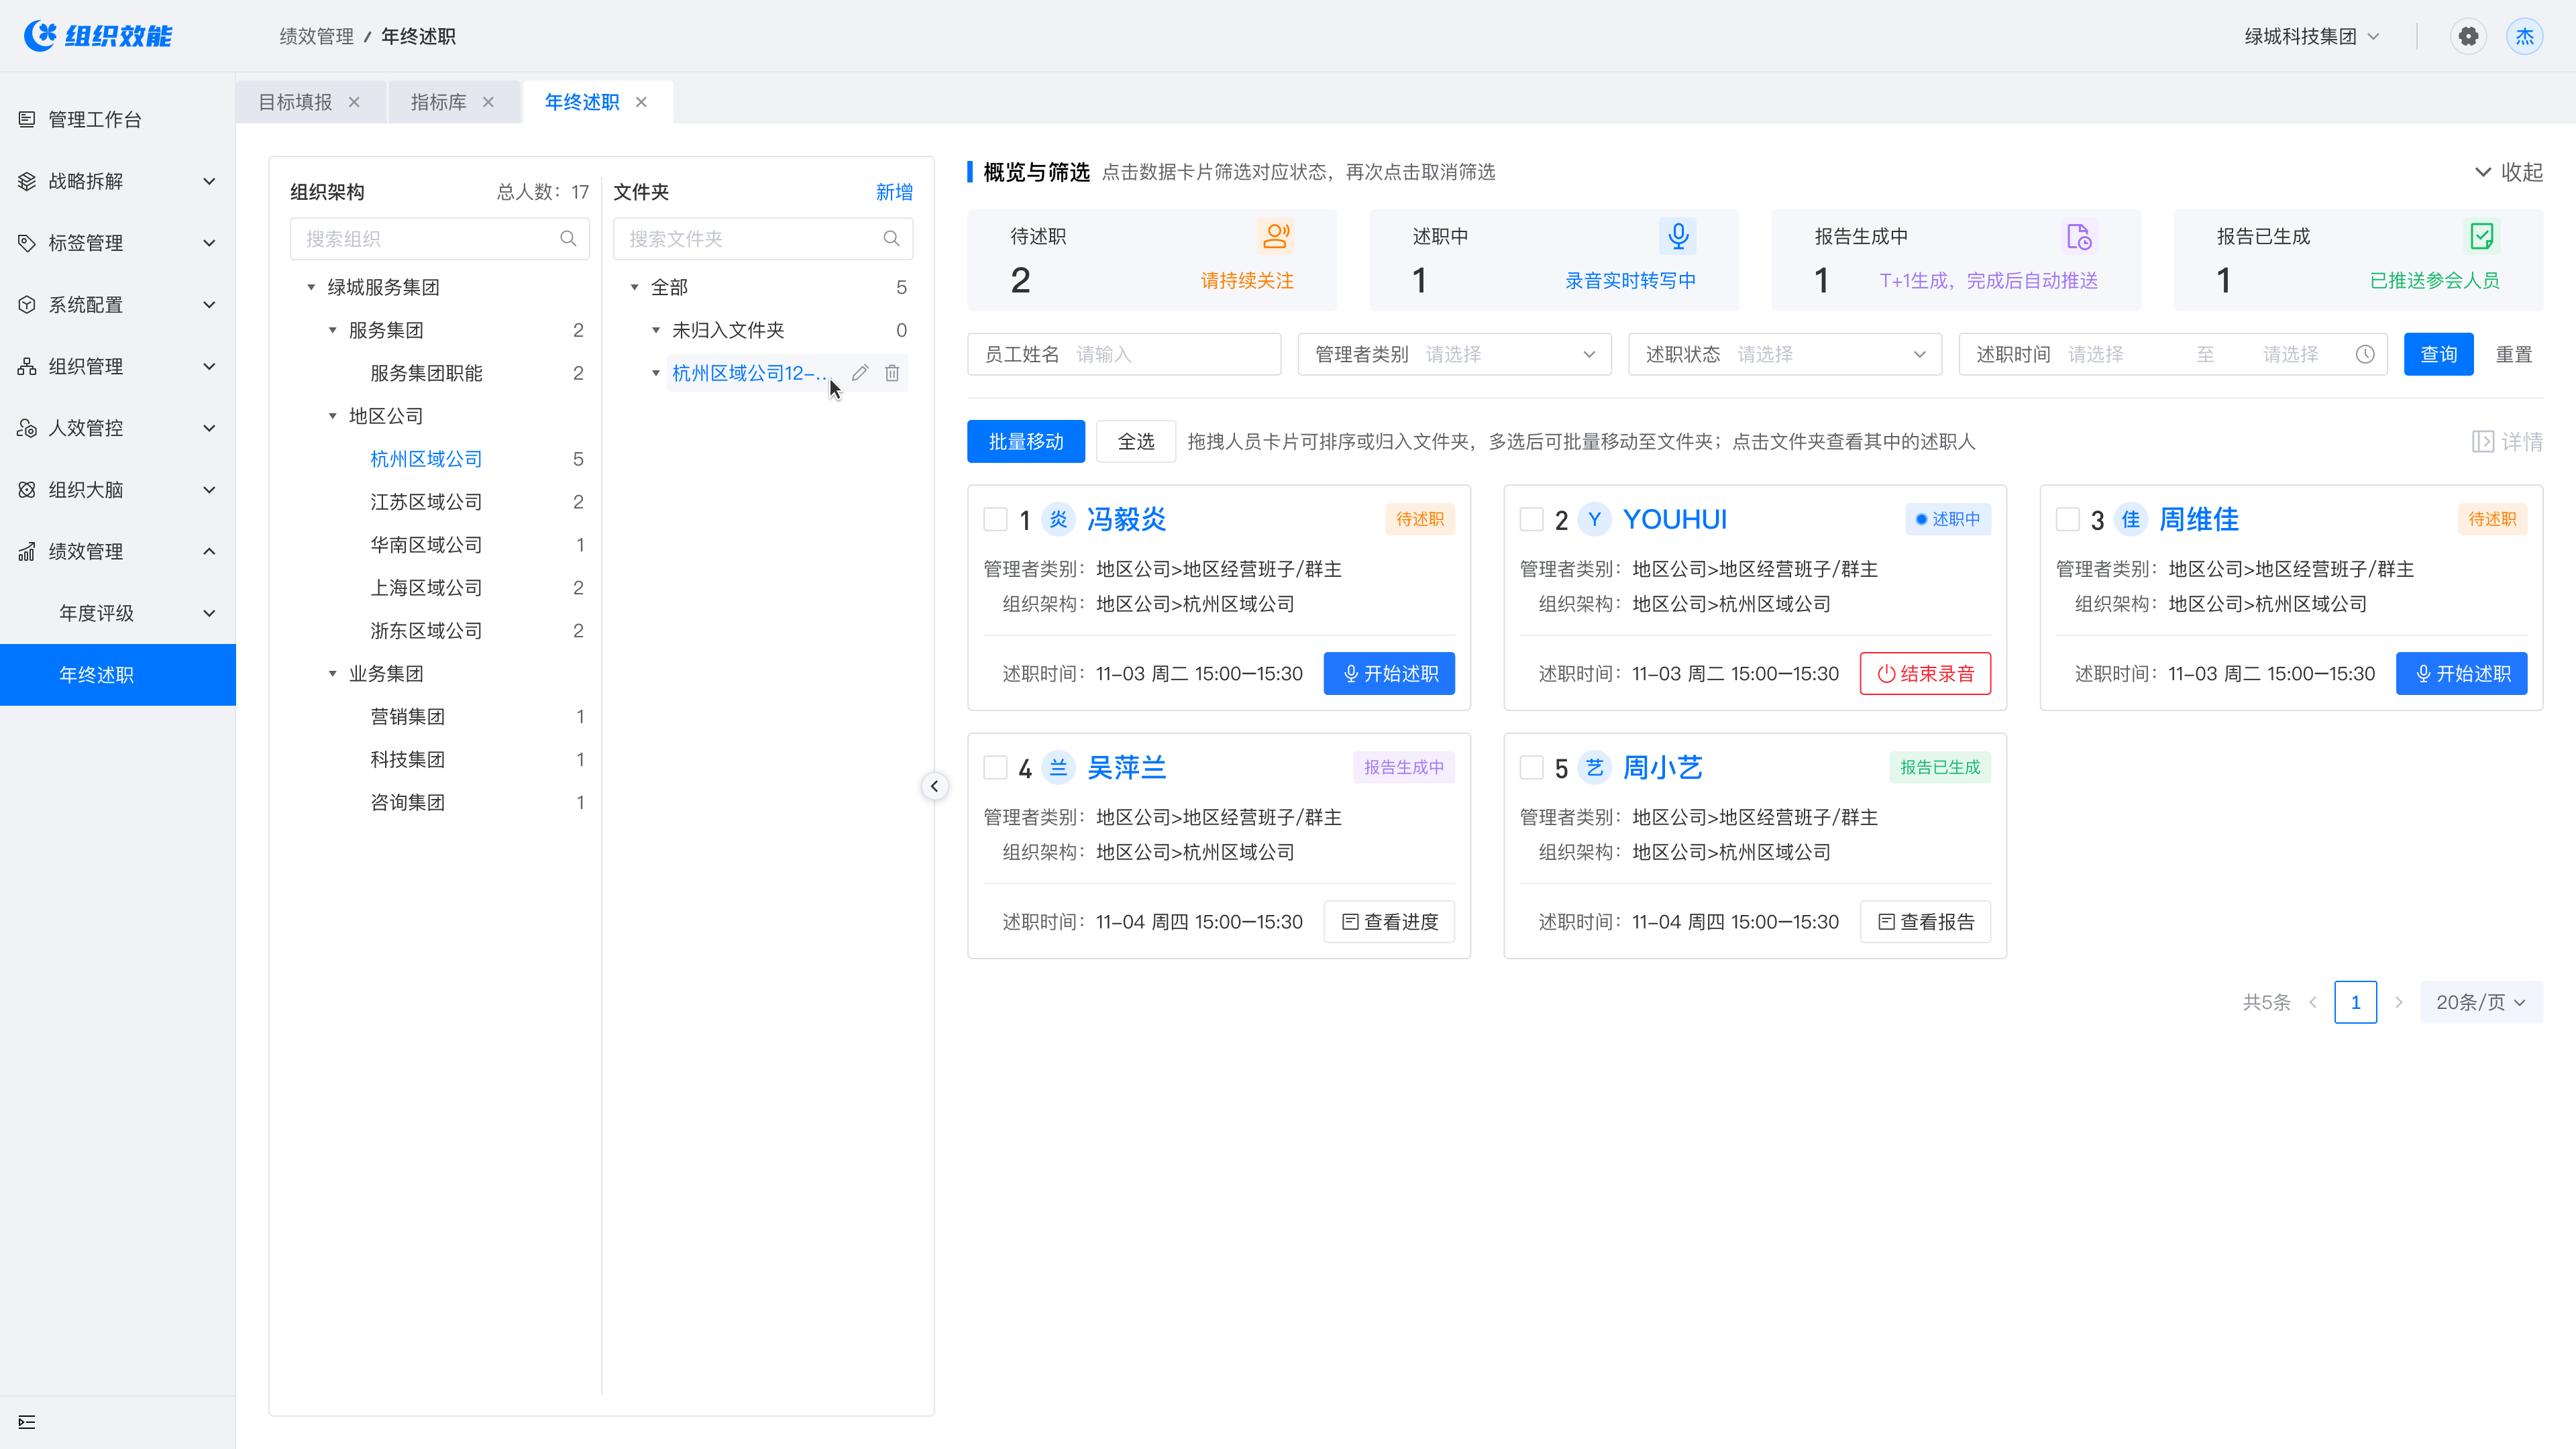 组织效能
绩效管理 / 年终述职
绿城科技集团
杰
管理工作台
战略拆解
标签管理
系统配置
组织管理
人效管控
组织大脑
绩效管理
年度评级
年终述职
目标填报
指标库
年终述职
组织架构
总人数：17
搜索组织
绿城服务集团
服务集团 2
服务集团职能 2
地区公司
杭州区域公司 5
江苏区域公司 2
华南区域公司 1
上海区域公司 2
浙东区域公司 2
业务集团
营销集团 1
科技集团 1
咨询集团 1
文件夹
新增
搜索文件夹
全部 5
未归入文件夹 0
杭州区域公司12-...
概览与筛选 点击数据卡片筛选对应状态，再次点击取消筛选
收起
待述职
2 请持续关注
述职中
1 录音实时转写中
报告生成中
1 T+1生成，完成后自动推送
报告已生成
1 已推送参会人员
员工姓名 请输入
管理者类别 请选择
述职状态 请选择
述职时间 请选择 至 请选择
查询
重置
批量移动
全选
拖拽人员卡片可排序或归入文件夹，多选后可批量移动至文件夹；点击文件夹查看其中的述职人
详情
1 炎 冯毅炎 待述职
管理者类别：地区公司>地区经营班子/群主
组织架构：地区公司>杭州区域公司
述职时间：11-03 周二 15:00—15:30 开始述职
2 Y YOUHUI 述职中
管理者类别：地区公司>地区经营班子/群主
组织架构：地区公司>杭州区域公司
述职时间：11-03 周二 15:00—15:30 结束录音
3 佳 周维佳 待述职
管理者类别：地区公司>地区经营班子/群主
组织架构：地区公司>杭州区域公司
述职时间：11-03 周二 15:00—15:30 开始述职
4 兰 吴萍兰 报告生成中
管理者类别：地区公司>地区经营班子/群主
组织架构：地区公司>杭州区域公司
述职时间：11-04 周四 15:00—15:30 查看进度
5 艺 周小艺 报告已生成
管理者类别：地区公司>地区经营班子/群主
组织架构：地区公司>杭州区域公司
述职时间：11-04 周四 15:00—15:30 查看报告
共5条
1
20条/页